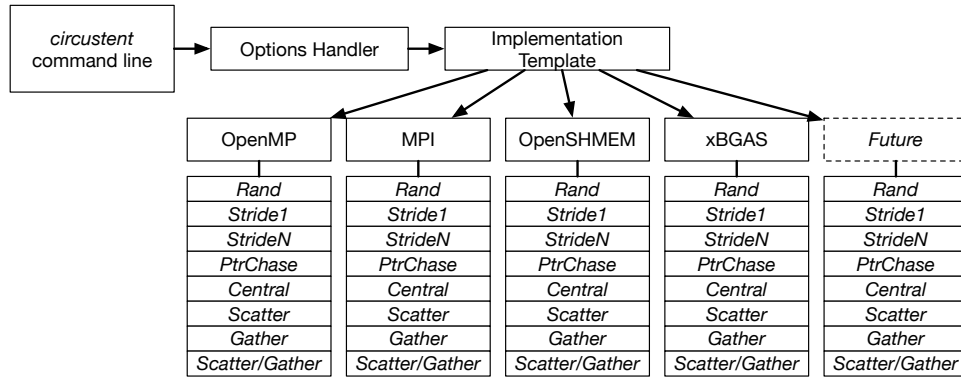 circustent
command line
Options Handler
Implementation
Template
OpenMP
MPI
OpenSHMEM
xBGAS
Future
Rand
Stride1
StrideN
PtrChase
Central
Scatter
Gather
Scatter/Gather
Rand
Stride1
StrideN
PtrChase
Central
Scatter
Gather
Scatter/Gather
Rand
Stride1
StrideN
PtrChase
Central
Scatter
Gather
Scatter/Gather
Rand
Stride1
StrideN
PtrChase
Central
Scatter
Gather
Scatter/Gather
Rand
Stride1
StrideN
PtrChase
Central
Scatter
Gather
Scatter/Gather